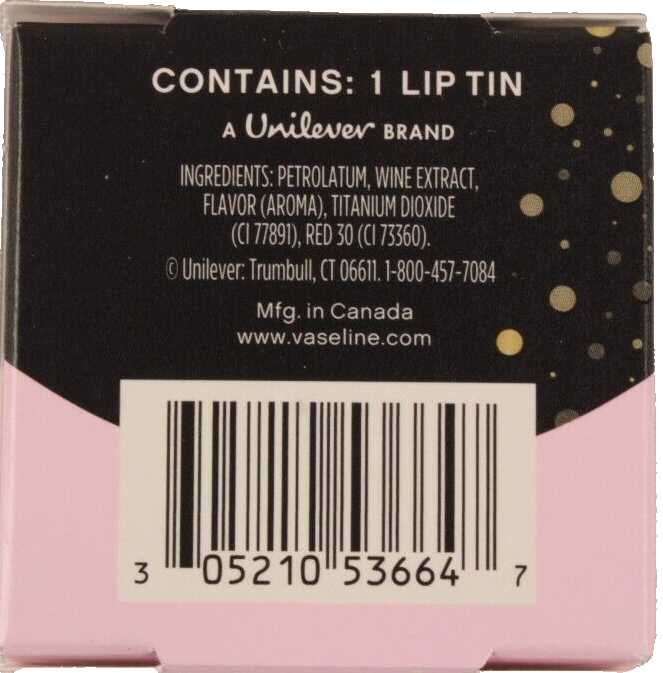 CONTAINS: 1 LIP TIN
A Unilever BRAND
INGREDIENTS: PETROLATUM, WINE EXTRACT,
FLAVOR (AROMA), TITANIUM DIOXIDE
(CI 77891), RED 30 (CI 73360).
© Unilever: Trumbull, CT 06611. 1-800-457-7084
Mfg. in Canada
www.vaseline.com
3 05210 53664 7